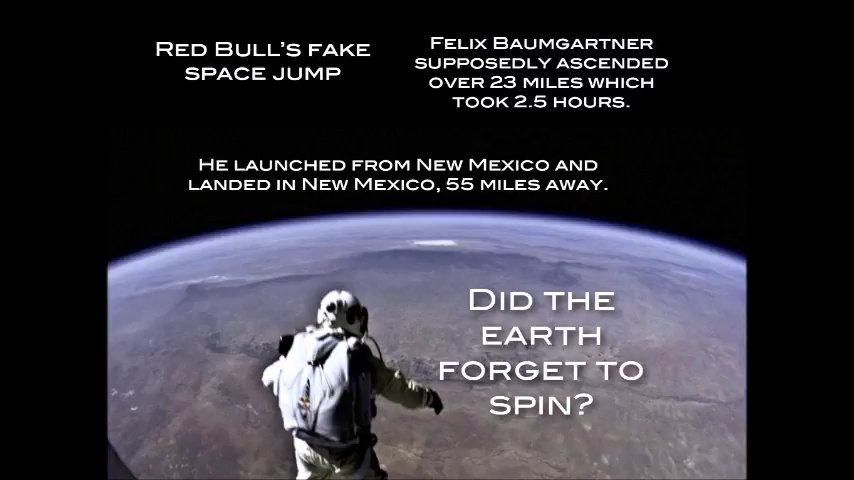 Red Bull's fake
space jump
Felix Baumgartner
supposedly ascended
over 23 miles which
took 2.5 hours.
He launched from New Mexico and
landed in New Mexico, 55 miles away.
Did the
earth
forget to
spin?